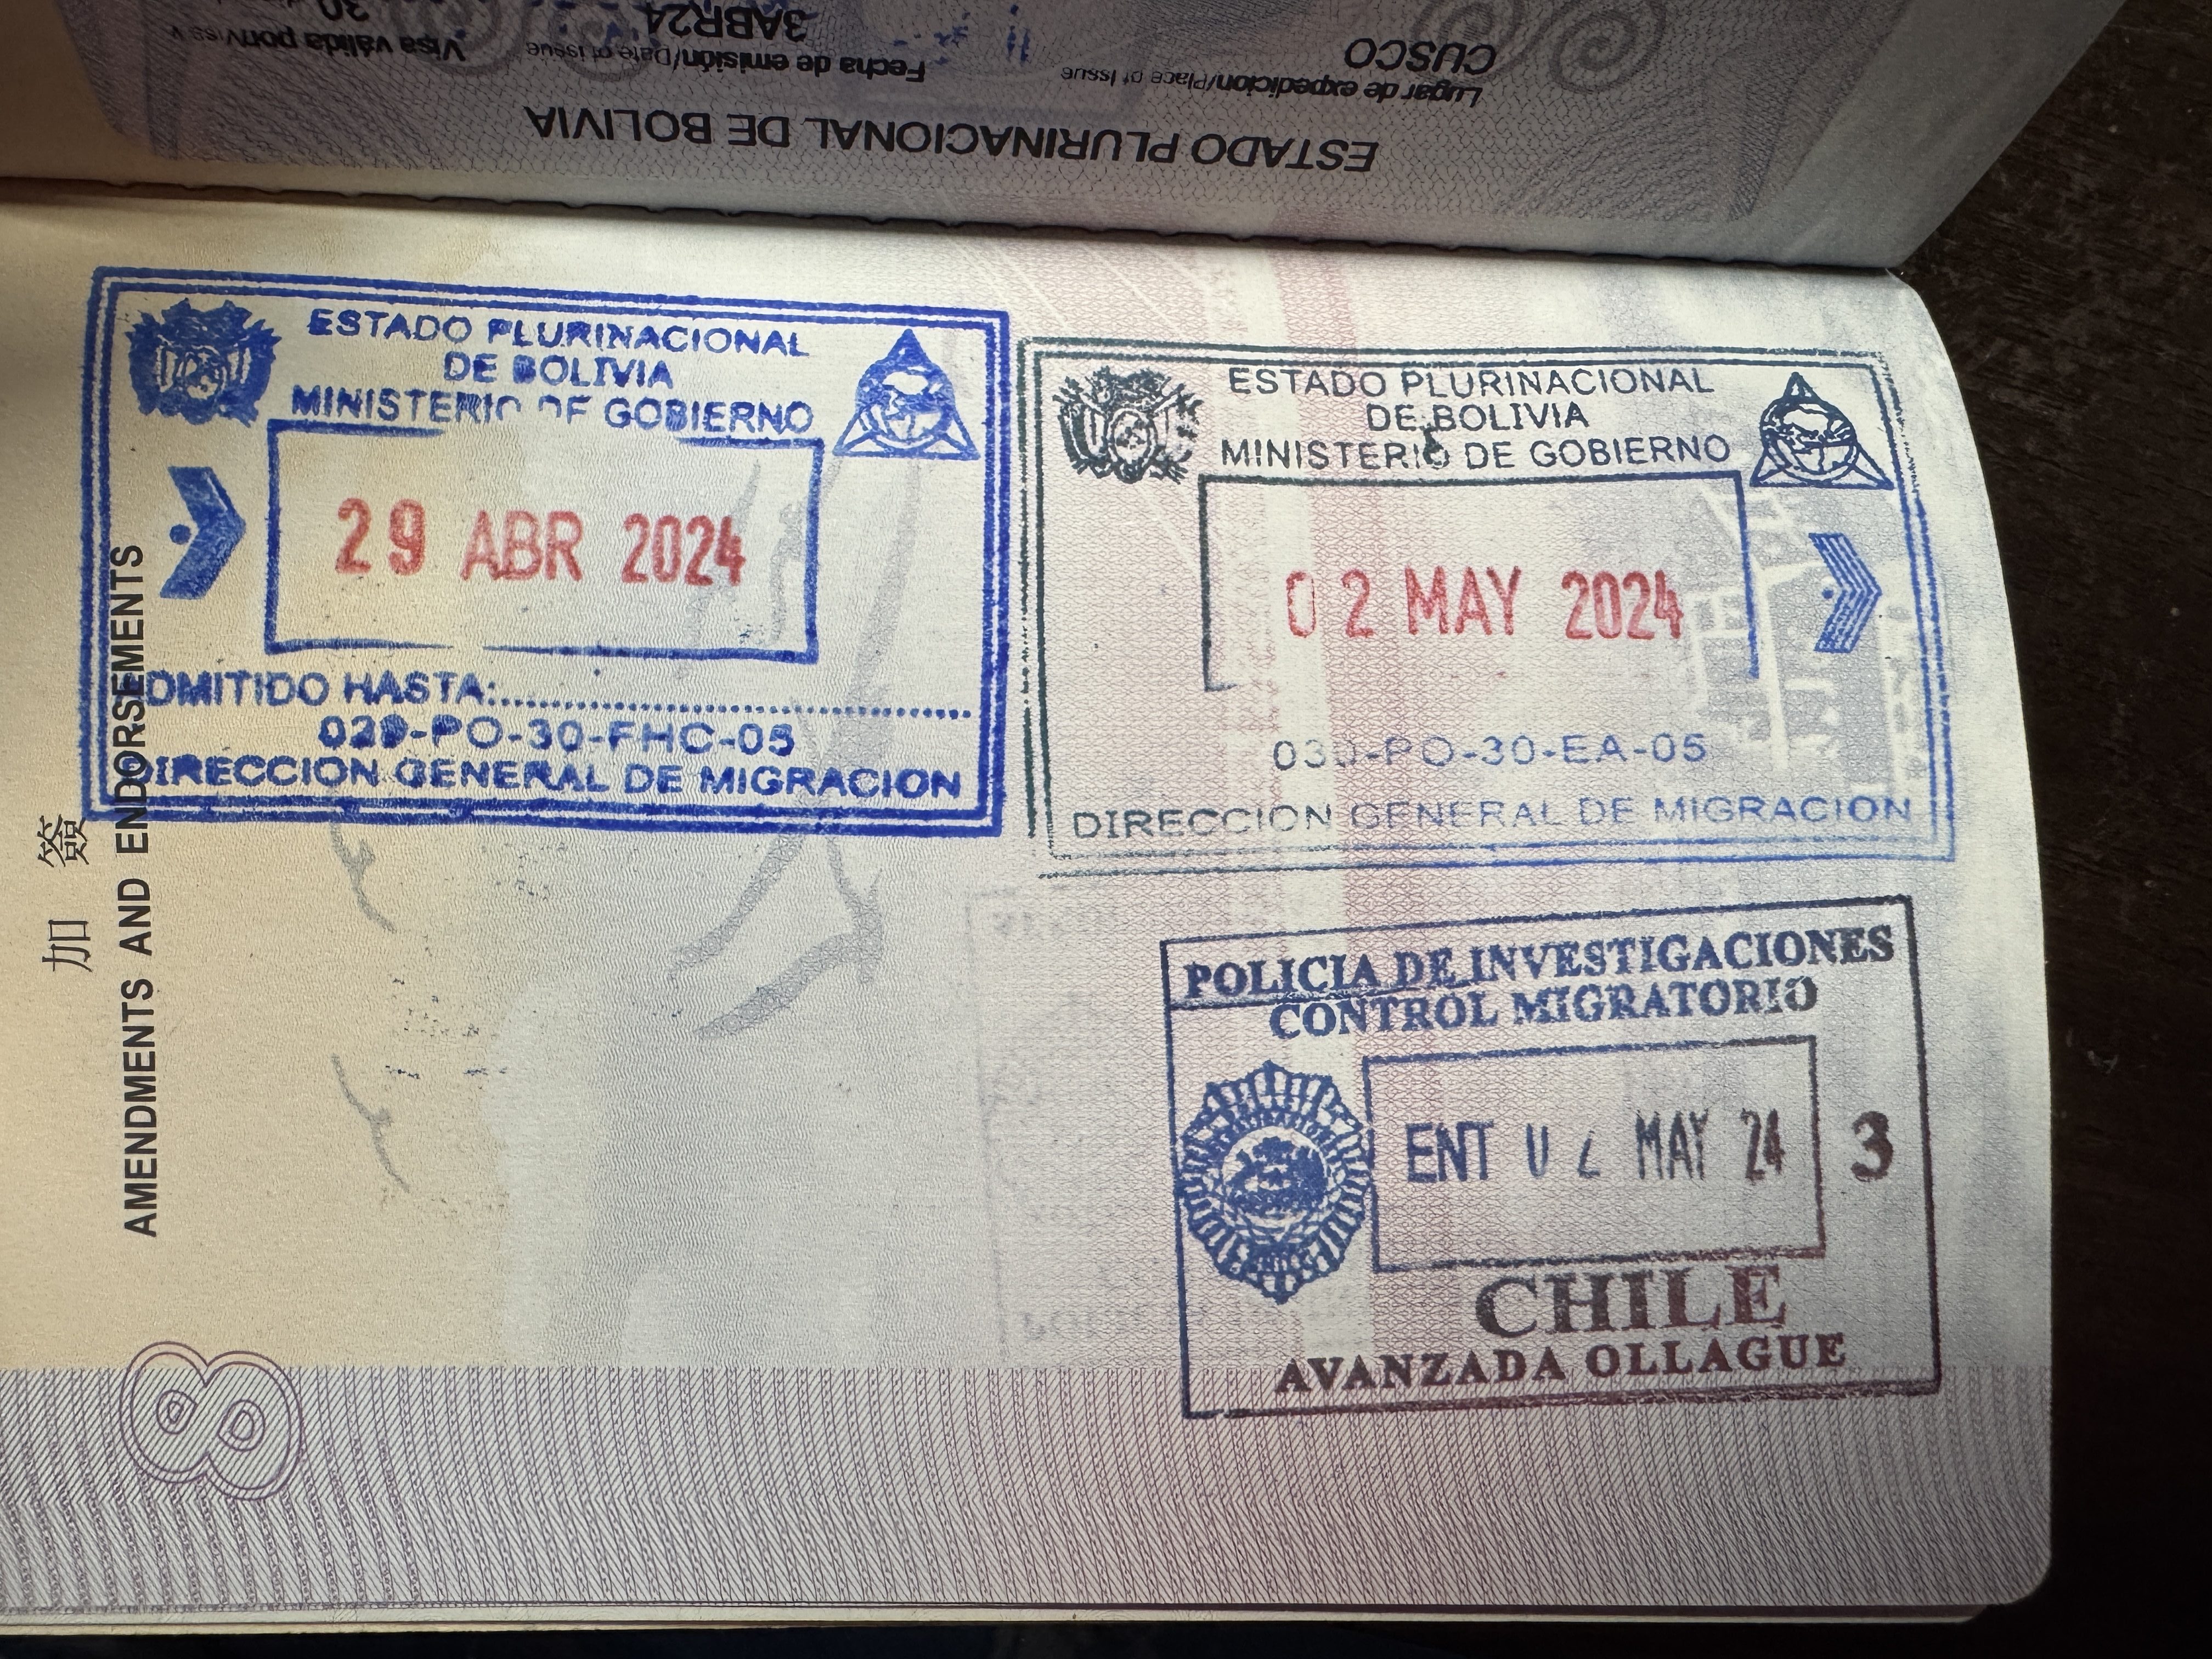 ESTADO PLURINACIONAL DE BOLIVIA
Lugar de expedición/Place of Issue
CUSCO
Fecha de emisión/Date of issue
3ABR24
Visa válida por/Visa v
30
ESTADO PLURINACIONAL
DE BOLIVIA
MINISTERIO DE GOBIERNO
29 ABR 2024
ADMITIDO HASTA:
029-PO-30-FHC-05
DIRECCION GENERAL DE MIGRACION
ESTADO PLURINACIONAL
DE BOLIVIA
MINISTERIO DE GOBIERNO
02 MAY 2024
030-PO-30-EA-05
DIRECCION GENERAL DE MIGRACION
POLICIA DE INVESTIGACIONES
CONTROL MIGRATORIO
ENT 02 MAY 24
3
CHILE
AVANZADA OLLAGUE
加 簽
AMENDMENTS AND ENDORSEMENTS
8